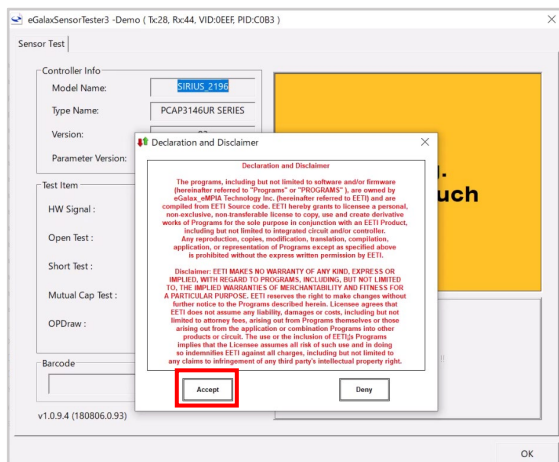 eGalaxSensorTester3 -Demo ( Tx:28, Rx:44, VID:0EEF, PID:C0B3 )
Sensor Test
Controller Info
Model Name:
SIRIUS_2196
Type Name:
PCAP3146UR SERIES
Version:
Parameter Version:
Test Item
HW Signal :
Open Test :
Short Test :
Mutual Cap Test :
OPDraw :
Barcode
v1.0.9.4 (180806.0.93)
uch
Declaration and Disclaimer
Declaration and Disclaimer
The programs, including but not limited to software and/or firmware
(hereinafter referred to "Programs" or "PROGRAMS" ), are owned by
eGalax_eMPIA Technology Inc. (hereinafter referred to EETI) and are
compiled from EETI Source code. EETI hereby grants to licensee a personal,
non-exclusive, non-transferable license to copy, use and create derivative
works of Programs for the sole purpose in conjunction with an EETI Product,
including but not limited to integrated circuit and/or controller.
Any reproduction, copies, modification, translation, compilation,
application, or representation of Programs except as specified above
is prohibited without the express written permission by EETI.
Disclaimer: EETI MAKES NO WARRANTY OF ANY KIND, EXPRESS OR
IMPLIED, WITH REGARD TO PROGRAMS, INCLUDING, BUT NOT LIMITED
TO, THE IMPLIED WARRANTIES OF MERCHANTABILITY AND FITNESS FOR
A PARTICULAR PURPOSE. EETI reserves the right to make changes without
further notice to the Programs described herein. Licensee agrees that
EETI does not assume any liability, damages or costs, including but not
limited to attorney fees, arising out from Programs themselves or those
arising out from the application or combination Programs into other
products or circuit. The use or the inclusion of EETI¡¦s Programs
implies that the Licensee assumes all risk of such use and in doing
so indemnifies EETI against all charges, including but not limited to
any claims to infringement of any third party's intellectual property right.
Accept
Deny
OK